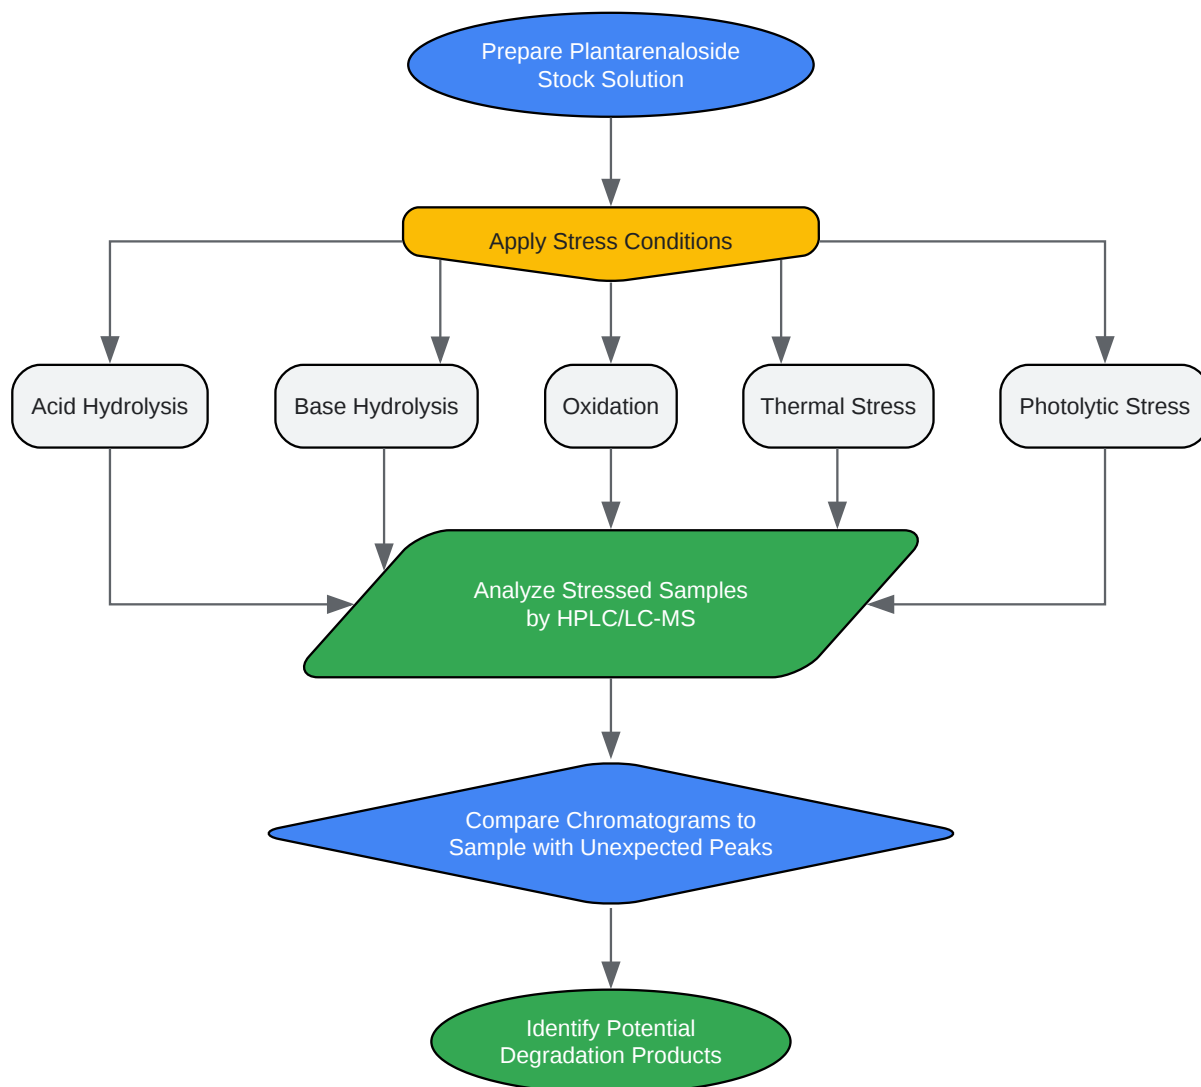 Prepare Plantarenaloside
Stock Solution
Apply Stress Conditions
Acid Hydrolysis
Base Hydrolysis
Oxidation
Thermal Stress
Photolytic Stress
Analyze Stressed Samples
by HPLC/LC-MS
Compare Chromatograms to
Sample with Unexpected Peaks
Identify Potential
Degradation Products